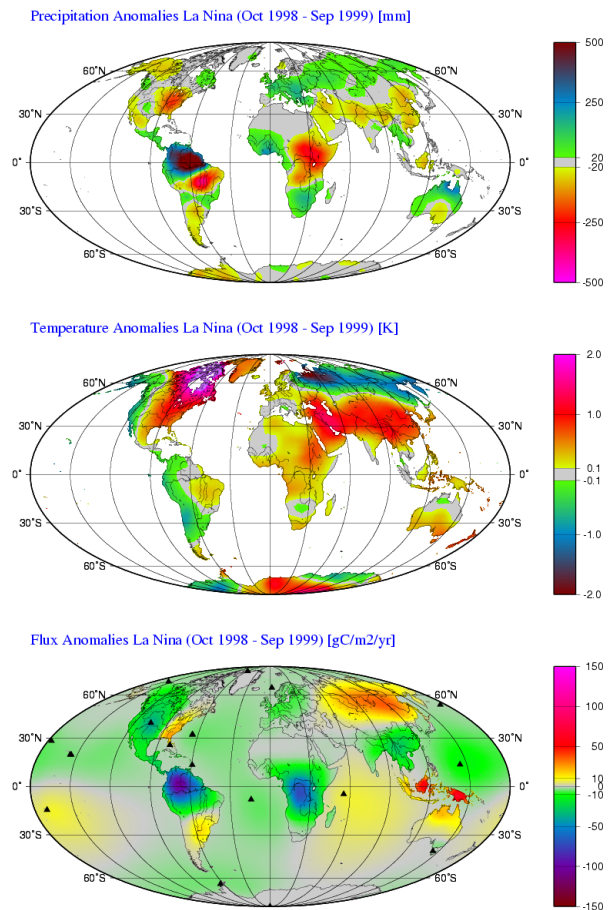 Precipitation Anomalies La Nina (Oct 1998 - Sep 1999) [mm]
60˚N
60˚N
30˚N
30˚N
0˚
0˚
30˚S
30˚S
60˚S
60˚S
500
250
20
-20
-250
-500
Temperature Anomalies La Nina (Oct 1998 - Sep 1999) [K]
60˚N
60˚N
30˚N
30˚N
0˚
0˚
30˚S
30˚S
60˚S
60˚S
2.0
1.0
0.1
-0.1
-1.0
-2.0
Flux Anomalies La Nina (Oct 1998 - Sep 1999) [gC/m2/yr]
60˚N
60˚N
30˚N
30˚N
0˚
0˚
30˚S
30˚S
60˚S
60˚S
150
100
50
10
0
-10
-50
-100
-150